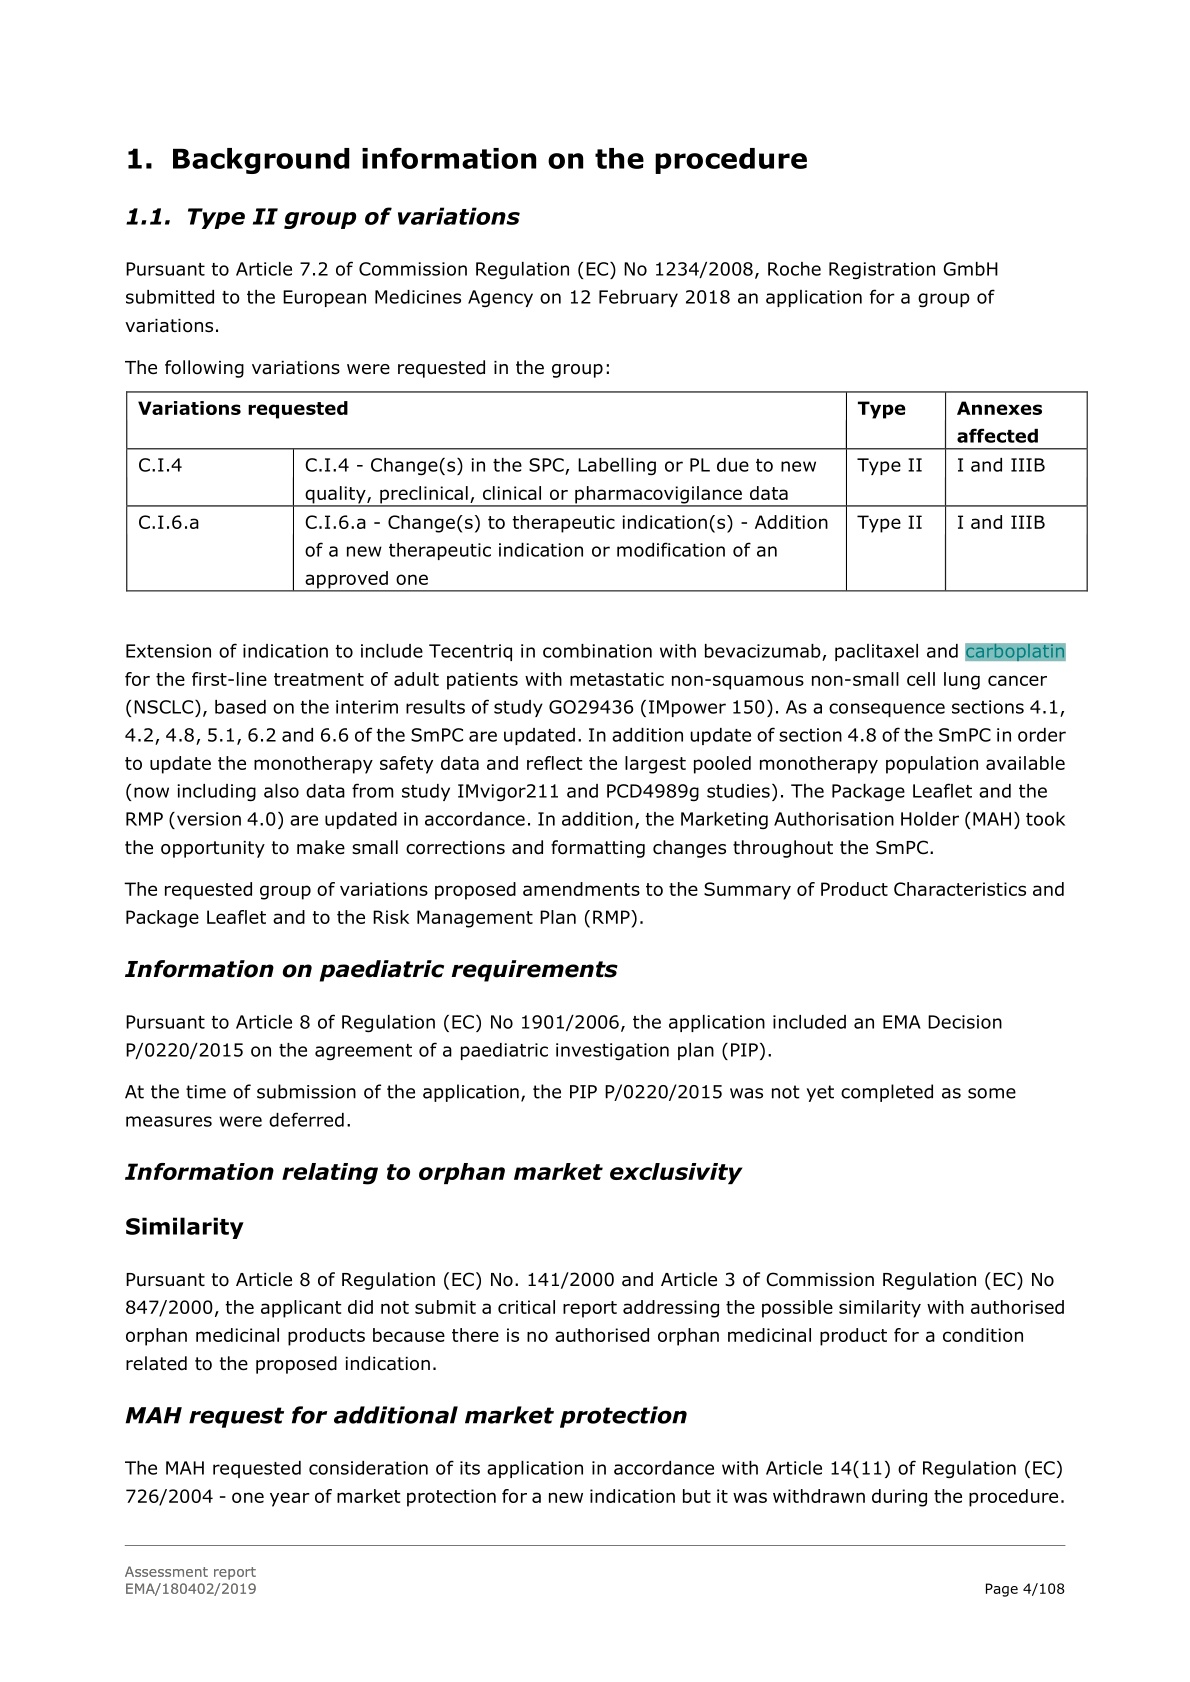 1. Background information on the procedure
1.1. Type II group of variations
Pursuant to Article 7.2 of Commission Regulation (EC) No 1234/2008, Roche Registration GmbH
submitted to the European Medicines Agency on 12 February 2018 an application for a group of
variations.
The following variations were requested in the group:
Variations requested Type Annexes
affected
C.I.4 C.I.4 - Change(s) in the SPC, Labelling or PL due to new Type II I and IIIB
quality, preclinical, clinical or pharmacovigilance data
C.I.6.a C.I.6.a - Change(s) to therapeutic indication(s) - Addition Type II I and IIIB
of a new therapeutic indication or modification of an
approved one
Extension of indication to include Tecentriq in combination with bevacizumab, paclitaxel and carboplatin
for the first-line treatment of adult patients with metastatic non-squamous non-small cell lung cancer
(NSCLC), based on the interim results of study GO29436 (IMpower 150). As a consequence sections 4.1,
4.2, 4.8, 5.1, 6.2 and 6.6 of the SmPC are updated. In addition update of section 4.8 of the SmPC in order
to update the monotherapy safety data and reflect the largest pooled monotherapy population available
(now including also data from study IMvigor211 and PCD4989g studies). The Package Leaflet and the
RMP (version 4.0) are updated in accordance. In addition, the Marketing Authorisation Holder (MAH) took
the opportunity to make small corrections and formatting changes throughout the SmPC.
The requested group of variations proposed amendments to the Summary of Product Characteristics and
Package Leaflet and to the Risk Management Plan (RMP).
Information on paediatric requirements
Pursuant to Article 8 of Regulation (EC) No 1901/2006, the application included an EMA Decision
P/0220/2015 on the agreement of a paediatric investigation plan (PIP).
At the time of submission of the application, the PIP P/0220/2015 was not yet completed as some
measures were deferred.
Information relating to orphan market exclusivity
Similarity
Pursuant to Article 8 of Regulation (EC) No. 141/2000 and Article 3 of Commission Regulation (EC) No
847/2000, the applicant did not submit a critical report addressing the possible similarity with authorised
orphan medicinal products because there is no authorised orphan medicinal product for a condition
related to the proposed indication.
MAH request for additional market protection
The MAH requested consideration of its application in accordance with Article 14(11) of Regulation (EC)
726/2004 - one year of market protection for a new indication but it was withdrawn during the procedure.
Assessment report
EMA/180402/2019 Page 4/108